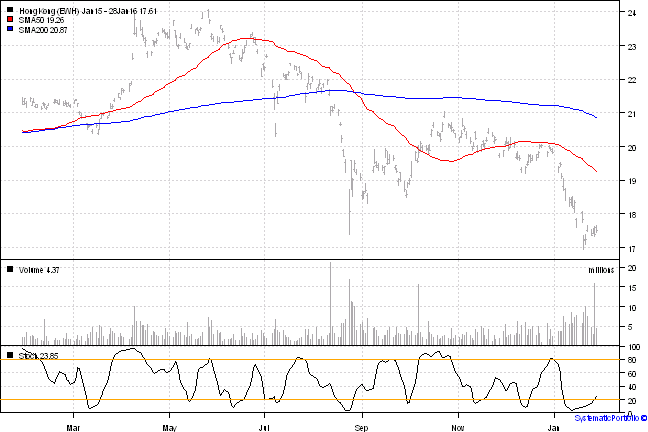 Hong Kong (EWH) Jan15 - 28Jan16 17.61
SMA50 19.26
SMA200 20.87
24
23
22
21
20
19
18
17
Volume 4.37
millions
20
15
10
5
Stoch 23.85
100
80
60
40
20
0
Mar May Jul Sep Nov Jan
SystematicPortfolio ©